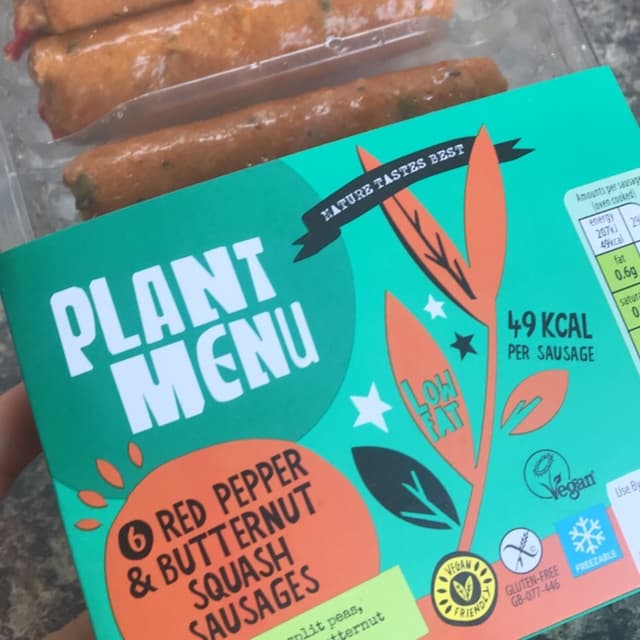 NATURE TASTES BEST
PLANT
MENU
Amounts per sausage
(oven cooked)
energy
207kJ
49kcal
fat
0.6g
49 KCAL
PER SAUSAGE
LOW
FAT
6 RED PEPPER
& BUTTERNUT
SQUASH
SAUSAGES
Vegan
VEGAN
FRIENDLY
GLUTEN-FREE
GB-077-446
FREEZABLE
Use By
split peas,